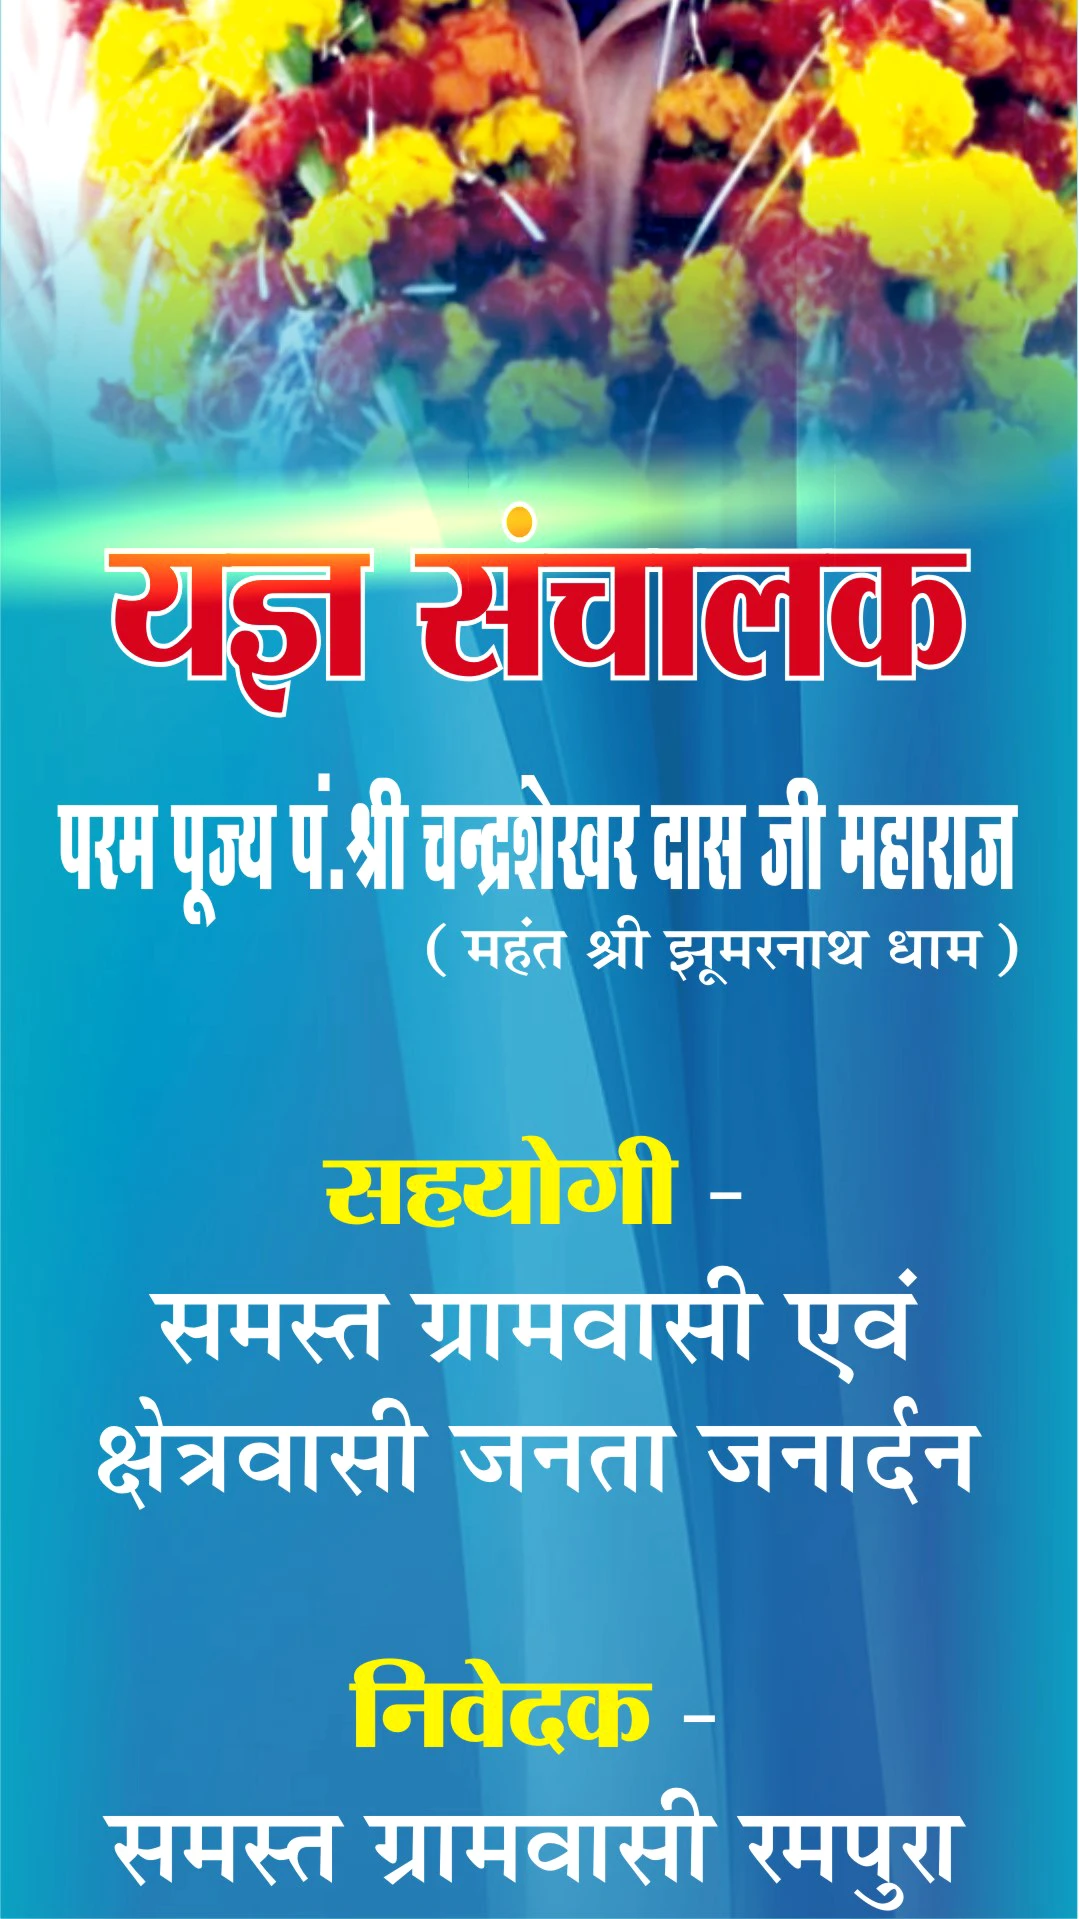 यज्ञ संचालक
परम पूज्य पं.श्री चन्द्रशेखर दास जी महाराज
( महंत श्री झूमरनाथ धाम )
सहयोगी -
समस्त ग्रामवासी एवं
क्षेत्रवासी जनता जनार्दन
निवेदक -
समस्त ग्रामवासी रमपुरा